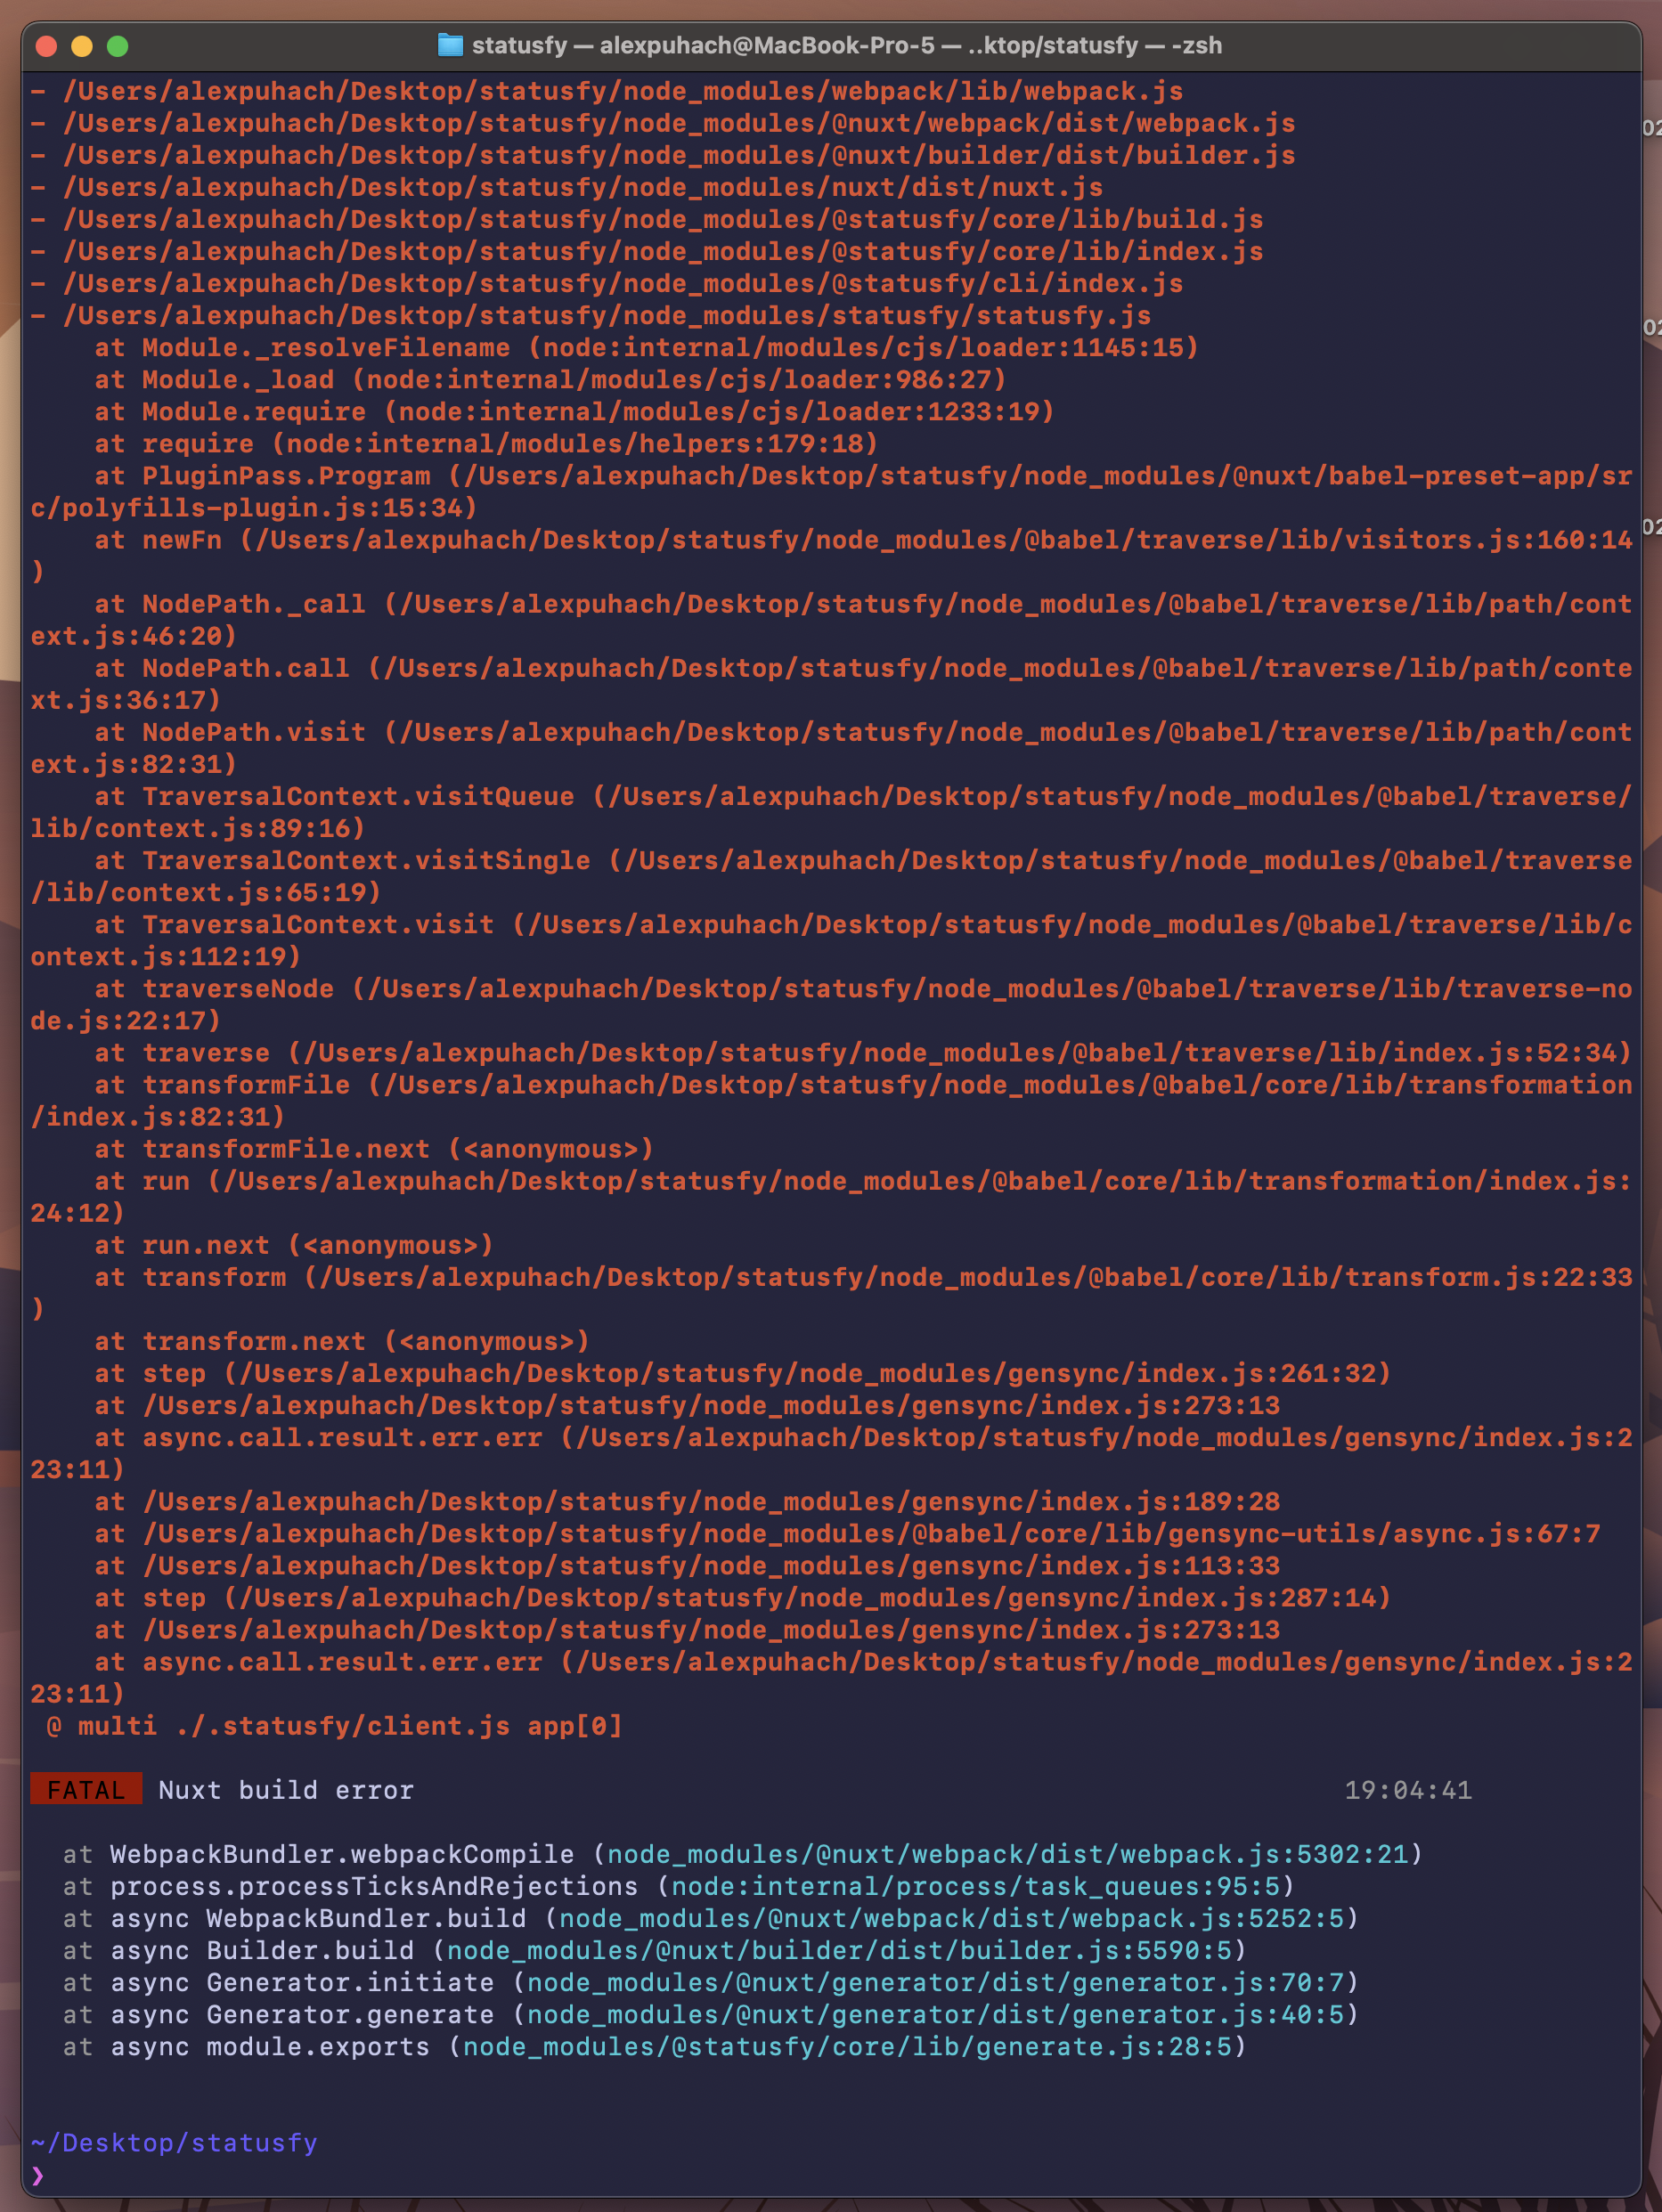 statusfy — alexpuhach@MacBook-Pro-5 — ..ktop/statusfy — -zsh
- /Users/alexpuhach/Desktop/statusfy/node_modules/webpack/lib/webpack.js
- /Users/alexpuhach/Desktop/statusfy/node_modules/@nuxt/webpack/dist/webpack.js
- /Users/alexpuhach/Desktop/statusfy/node_modules/@nuxt/builder/dist/builder.js
- /Users/alexpuhach/Desktop/statusfy/node_modules/nuxt/dist/nuxt.js
- /Users/alexpuhach/Desktop/statusfy/node_modules/@statusfy/core/lib/build.js
- /Users/alexpuhach/Desktop/statusfy/node_modules/@statusfy/core/lib/index.js
- /Users/alexpuhach/Desktop/statusfy/node_modules/@statusfy/cli/index.js
- /Users/alexpuhach/Desktop/statusfy/node_modules/statusfy/statusfy.js
    at Module._resolveFilename (node:internal/modules/cjs/loader:1145:15)
    at Module._load (node:internal/modules/cjs/loader:986:27)
    at Module.require (node:internal/modules/cjs/loader:1233:19)
    at require (node:internal/modules/helpers:179:18)
    at PluginPass.Program (/Users/alexpuhach/Desktop/statusfy/node_modules/@nuxt/babel-preset-app/sr
c/polyfills-plugin.js:15:34)
    at newFn (/Users/alexpuhach/Desktop/statusfy/node_modules/@babel/traverse/lib/visitors.js:160:14
)
    at NodePath._call (/Users/alexpuhach/Desktop/statusfy/node_modules/@babel/traverse/lib/path/cont
ext.js:46:20)
    at NodePath.call (/Users/alexpuhach/Desktop/statusfy/node_modules/@babel/traverse/lib/path/conte
xt.js:36:17)
    at NodePath.visit (/Users/alexpuhach/Desktop/statusfy/node_modules/@babel/traverse/lib/path/cont
ext.js:82:31)
    at TraversalContext.visitQueue (/Users/alexpuhach/Desktop/statusfy/node_modules/@babel/traverse/
lib/context.js:89:16)
    at TraversalContext.visitSingle (/Users/alexpuhach/Desktop/statusfy/node_modules/@babel/traverse
/lib/context.js:65:19)
    at TraversalContext.visit (/Users/alexpuhach/Desktop/statusfy/node_modules/@babel/traverse/lib/c
ontext.js:112:19)
    at traverseNode (/Users/alexpuhach/Desktop/statusfy/node_modules/@babel/traverse/lib/traverse-no
de.js:22:17)
    at traverse (/Users/alexpuhach/Desktop/statusfy/node_modules/@babel/traverse/lib/index.js:52:34)
    at transformFile (/Users/alexpuhach/Desktop/statusfy/node_modules/@babel/core/lib/transformation
/index.js:82:31)
    at transformFile.next (<anonymous>)
    at run (/Users/alexpuhach/Desktop/statusfy/node_modules/@babel/core/lib/transformation/index.js:
24:12)
    at run.next (<anonymous>)
    at transform (/Users/alexpuhach/Desktop/statusfy/node_modules/@babel/core/lib/transform.js:22:33
)
    at transform.next (<anonymous>)
    at step (/Users/alexpuhach/Desktop/statusfy/node_modules/gensync/index.js:261:32)
    at /Users/alexpuhach/Desktop/statusfy/node_modules/gensync/index.js:273:13
    at async.call.result.err.err (/Users/alexpuhach/Desktop/statusfy/node_modules/gensync/index.js:2
23:11)
    at /Users/alexpuhach/Desktop/statusfy/node_modules/gensync/index.js:189:28
    at /Users/alexpuhach/Desktop/statusfy/node_modules/@babel/core/lib/gensync-utils/async.js:67:7
    at /Users/alexpuhach/Desktop/statusfy/node_modules/gensync/index.js:113:33
    at step (/Users/alexpuhach/Desktop/statusfy/node_modules/gensync/index.js:287:14)
    at /Users/alexpuhach/Desktop/statusfy/node_modules/gensync/index.js:273:13
    at async.call.result.err.err (/Users/alexpuhach/Desktop/statusfy/node_modules/gensync/index.js:2
23:11)
 @ multi ./.statusfy/client.js app[0]
FATAL Nuxt build error 19:04:41
  at WebpackBundler.webpackCompile (node_modules/@nuxt/webpack/dist/webpack.js:5302:21)
  at process.processTicksAndRejections (node:internal/process/task_queues:95:5)
  at async WebpackBundler.build (node_modules/@nuxt/webpack/dist/webpack.js:5252:5)
  at async Builder.build (node_modules/@nuxt/builder/dist/builder.js:5590:5)
  at async Generator.initiate (node_modules/@nuxt/generator/dist/generator.js:70:7)
  at async Generator.generate (node_modules/@nuxt/generator/dist/generator.js:40:5)
  at async module.exports (node_modules/@statusfy/core/lib/generate.js:28:5)
~/Desktop/statusfy
❯